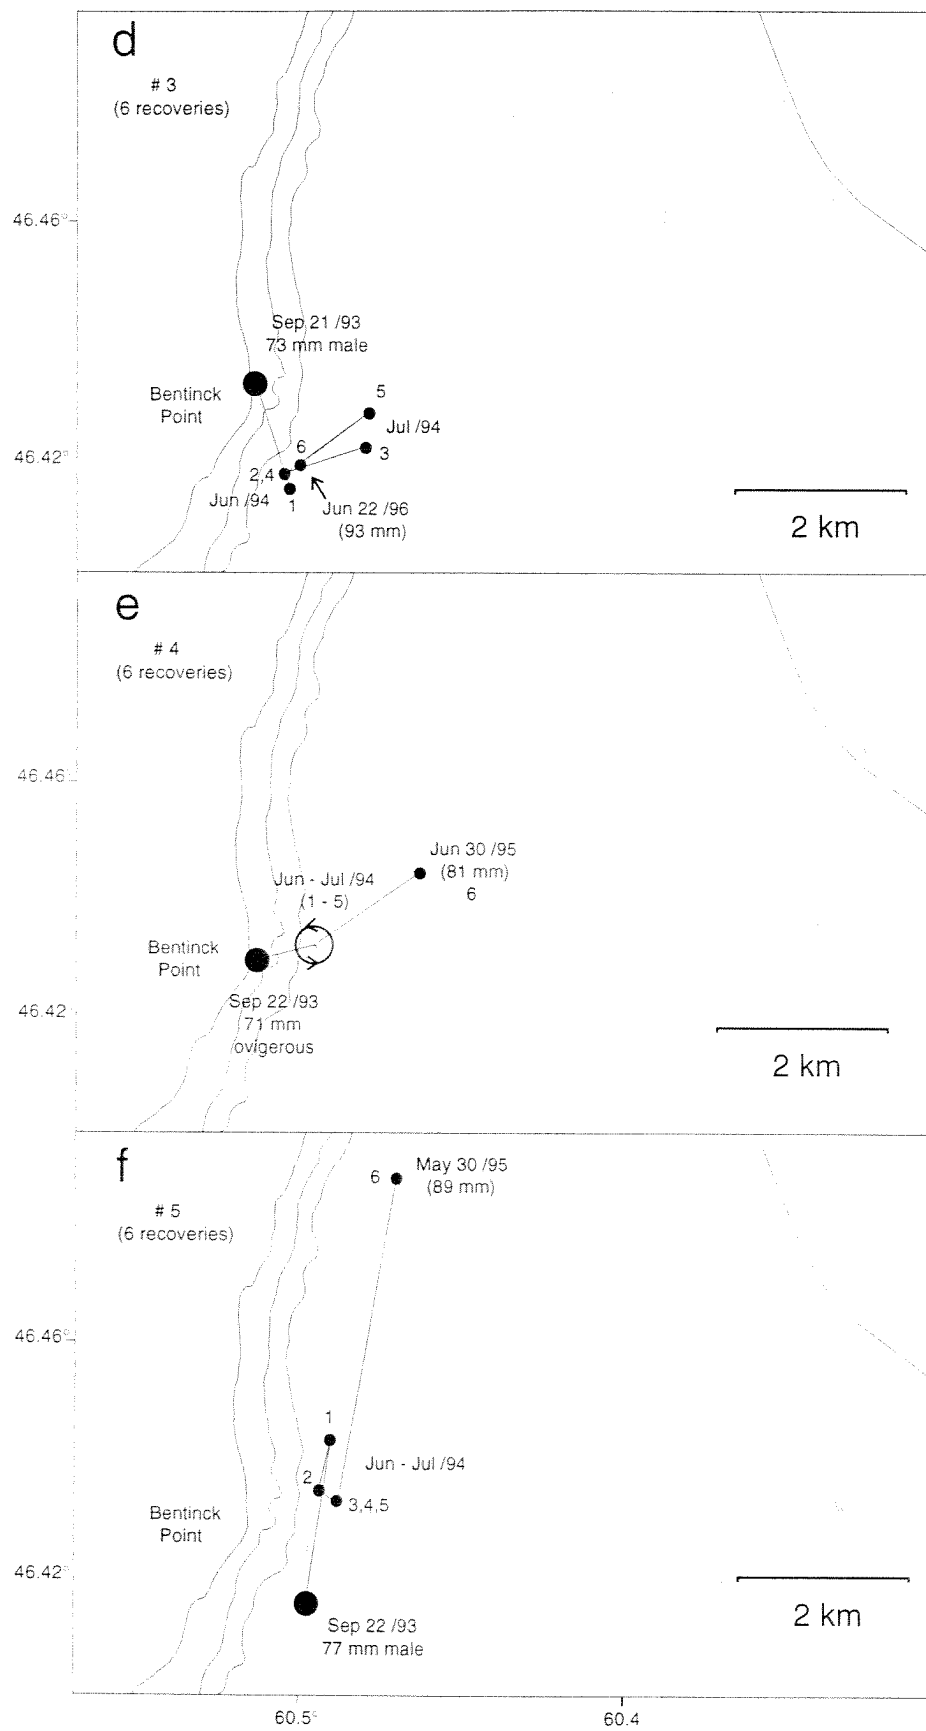 d
# 3
(6 recoveries)
46.46°
Sep 21 /93
73 mm male
Bentinck
Point
5
Jul /94
3
46.42°
6
2,4
Jun /94
1
Jun 22 /96
(93 mm)
2 km
e
# 4
(6 recoveries)
46.46°
Jun 30 /95
(81 mm)
6
Jun - Jul /94
(1 - 5)
Bentinck
Point
Sep 22 /93
71 mm
ovigerous
46.42°
2 km
f
# 5
(6 recoveries)
6
May 30 /95
(89 mm)
46.46°
1
Jun - Jul /94
2
3,4,5
Bentinck
Point
46.42°
Sep 22 /93
77 mm male
2 km
60.5°
60.4